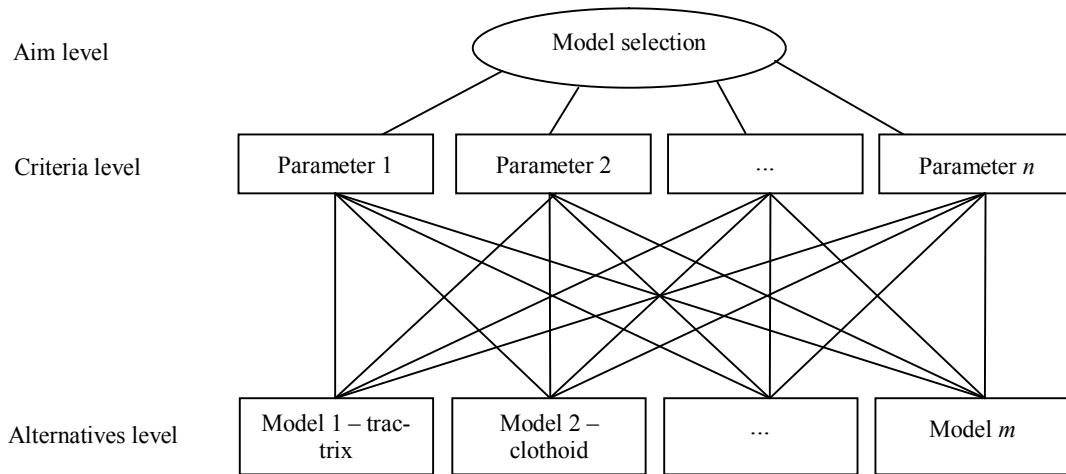 Aim level
Model selection
Criteria level
Parameter 1
Parameter 2
...
Parameter n
Alternatives level
Model 1 – trac-
trix
Model 2 –
clothoid
...
Model m